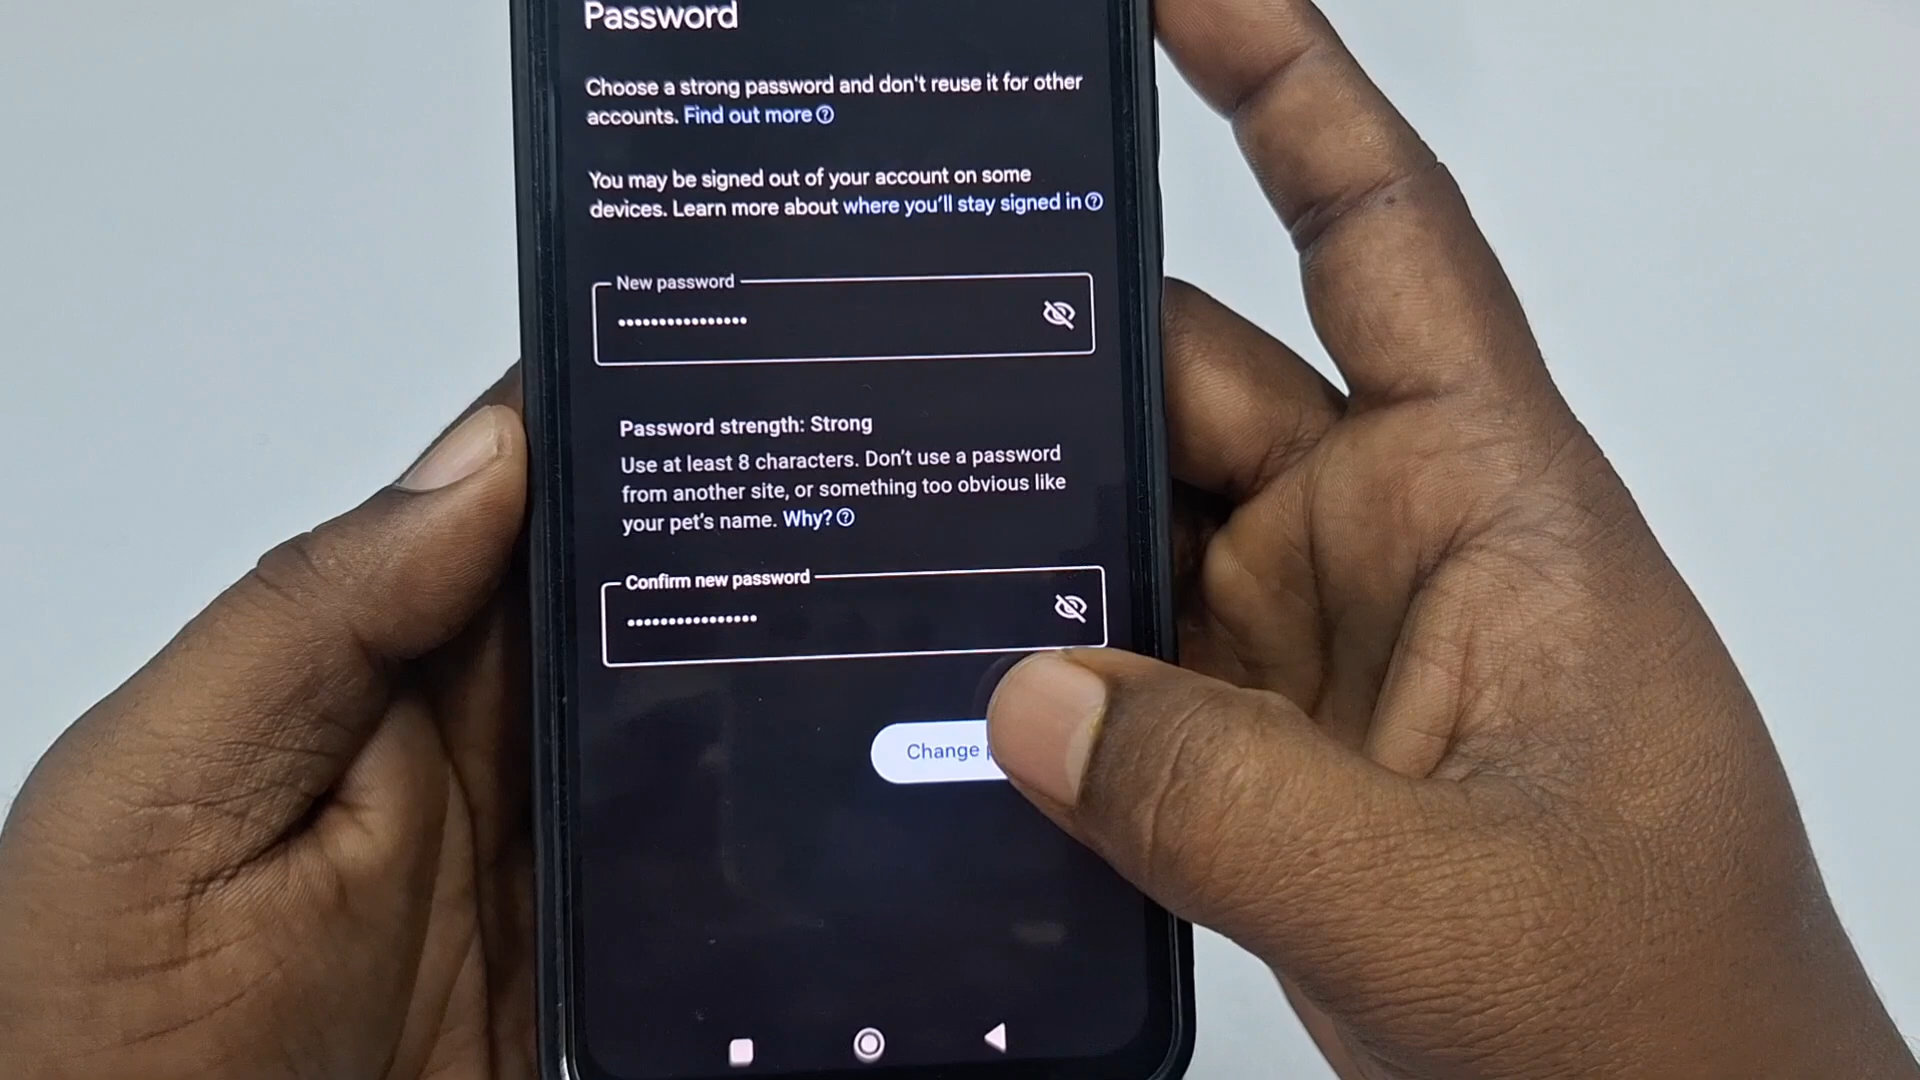 Password
Choose a strong password and don't reuse it for other
accounts. Find out more
You may be signed out of your account on some
devices. Learn more about where you'll stay signed in
New password
••••••••••••••••
Password strength: Strong
Use at least 8 characters. Don't use a password
from another site, or something too obvious like
your pet's name. Why?
Confirm new password
••••••••••••••••
Change